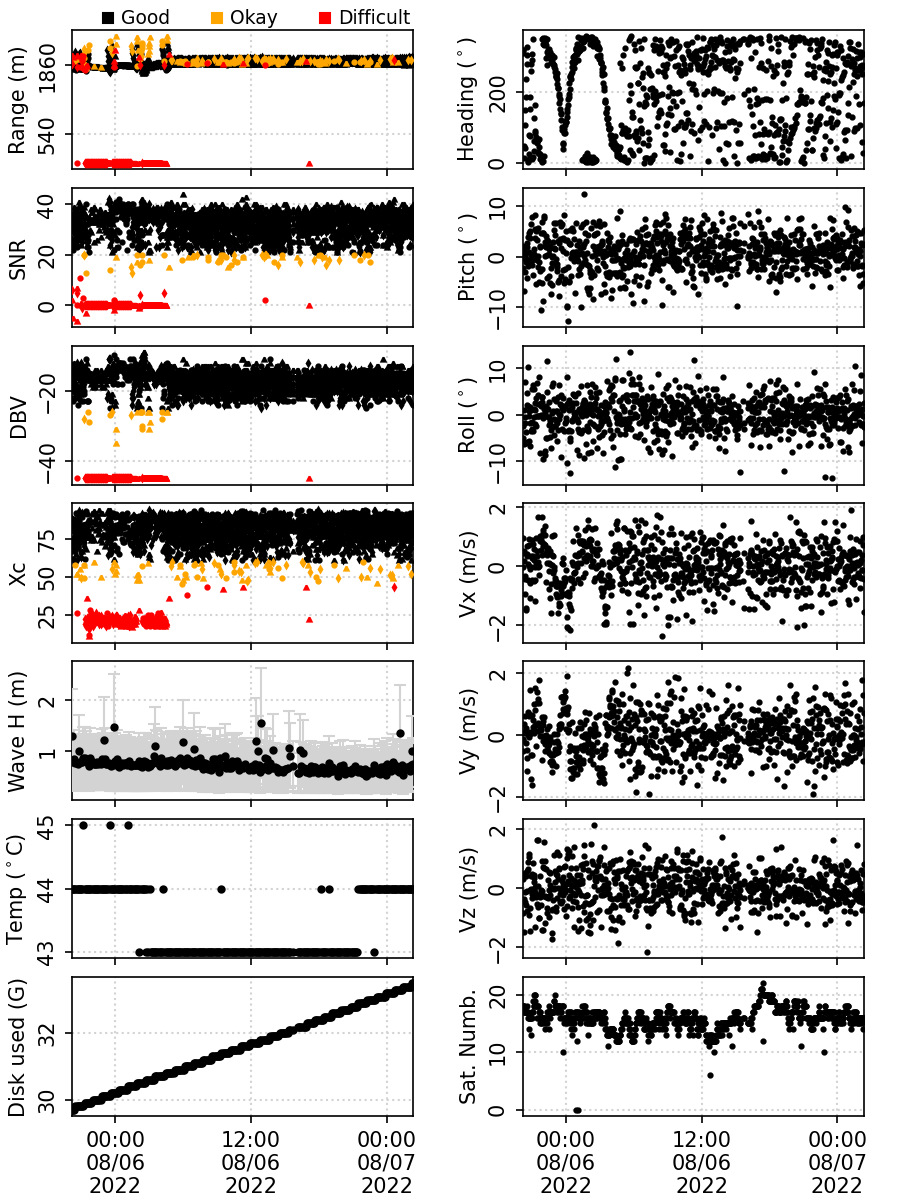 Good Okay Difficult
Range (m)
1860
540
Heading (°)
200
0
SNR
40
20
0
Pitch (°)
10
0
−10
DBV
−20
−40
Roll (°)
10
0
−10
Xc
75
50
25
Vx (m/s)
2
0
−2
Wave H (m)
2
1
Vy (m/s)
2
0
−2
Temp (°C)
45
44
43
Vz (m/s)
2
0
−2
Disk used (G)
32
30
Sat. Numb.
20
10
0
00:00 12:00 00:00 00:00 12:00 00:00
08/06 08/06 08/07 08/06 08/06 08/07
2022 2022 2022 2022 2022 2022